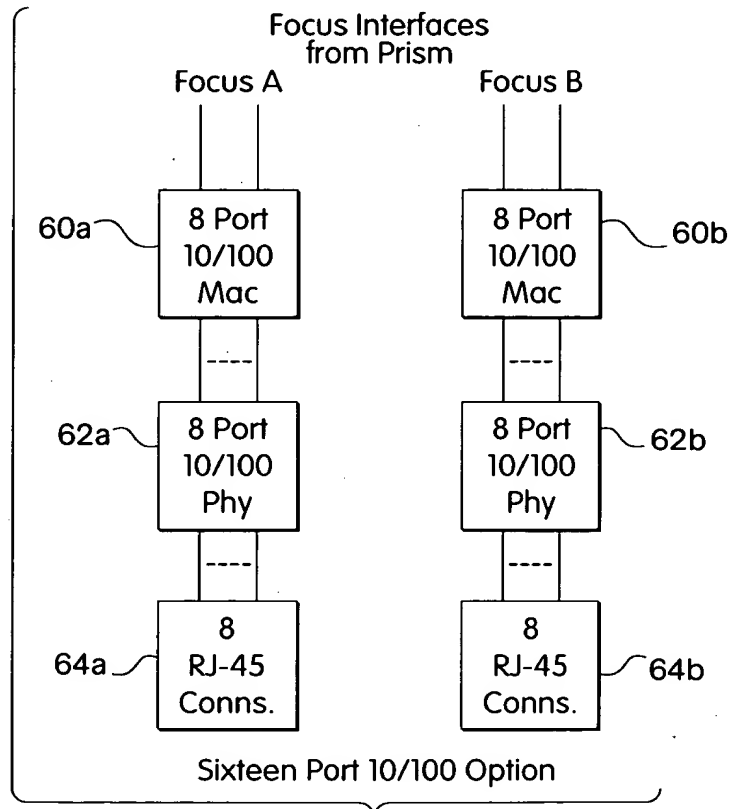 Focus Interfaces
from Prism
Focus A
Focus B
60a
8 Port
10/100
Mac
8 Port
10/100
Mac
60b
62a
8 Port
10/100
Phy
8 Port
10/100
Phy
62b
64a
8
RJ-45
Conns.
8
RJ-45
Conns.
64b
Sixteen Port 10/100 Option